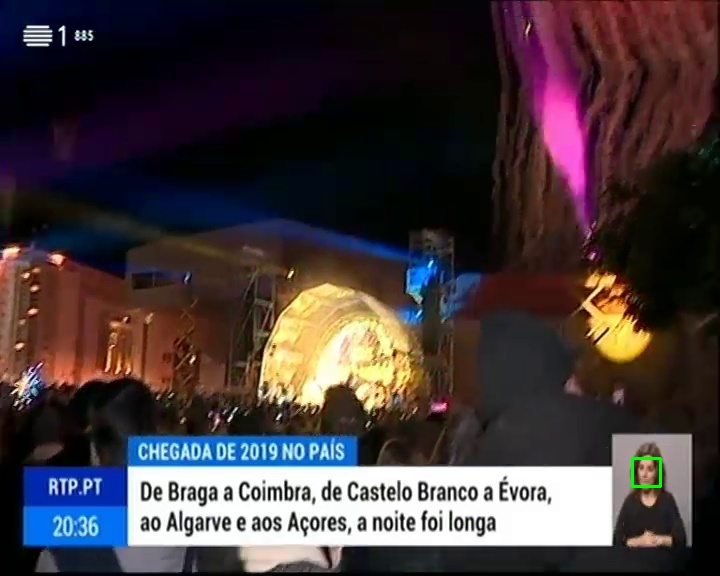 1 885
CHEGADA DE 2019 NO PAÍS
RTP.PT
De Braga a Coimbra, de Castelo Branco a Évora,
20:36
ao Algarve e aos Açores, a noite foi longa